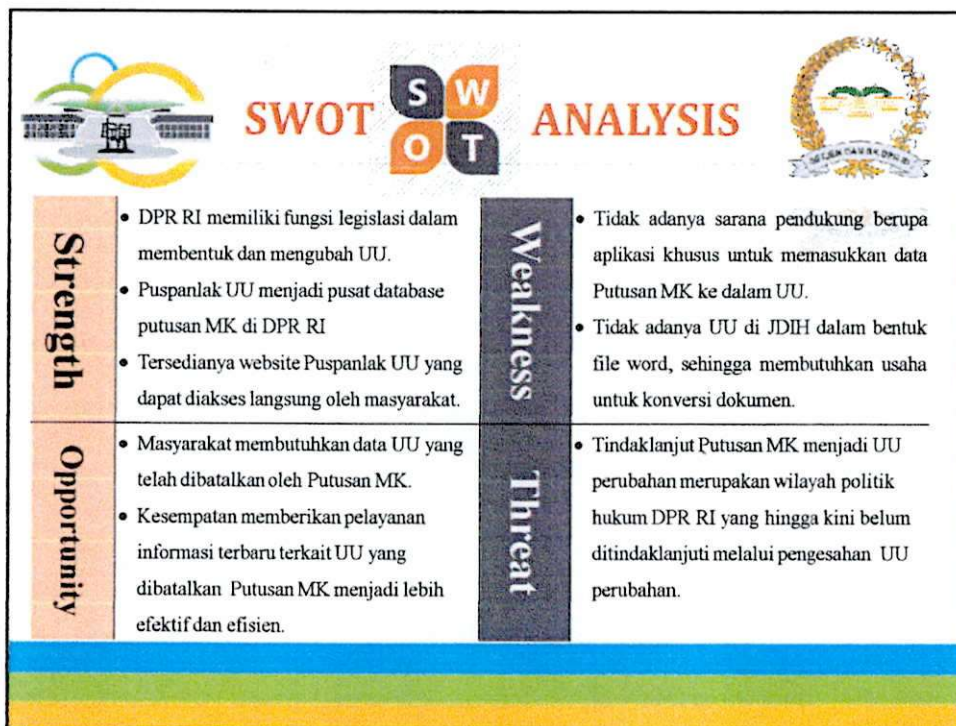 SWOT
S W
O T
ANALYSIS
Strength
• DPR RI memiliki fungsi legislasi dalam
membentuk dan mengubah UU.
• Puspanlak UU menjadi pusat database
putusan MK di DPR RI
• Tersedianya website Puspanlak UU yang
dapat diakses langsung oleh masyarakat.
Weakness
• Tidak adanya sarana pendukung berupa
aplikasi khusus untuk memasukkan data
Putusan MK ke dalam UU.
• Tidak adanya UU di JDIH dalam bentuk
file word, sehingga membutuhkan usaha
untuk konversi dokumen.
Opportunity
• Masyarakat membutuhkan data UU yang
telah dibatalkan oleh Putusan MK.
• Kesempatan memberikan pelayanan
informasi terbaru terkait UU yang
dibatalkan Putusan MK menjadi lebih
efektif dan efisien.
Threat
• Tindaklanjut Putusan MK menjadi UU
perubahan merupakan wilayah politik
hukum DPR RI yang hingga kini belum
ditindaklanjuti melalui pengesahan UU
perubahan.